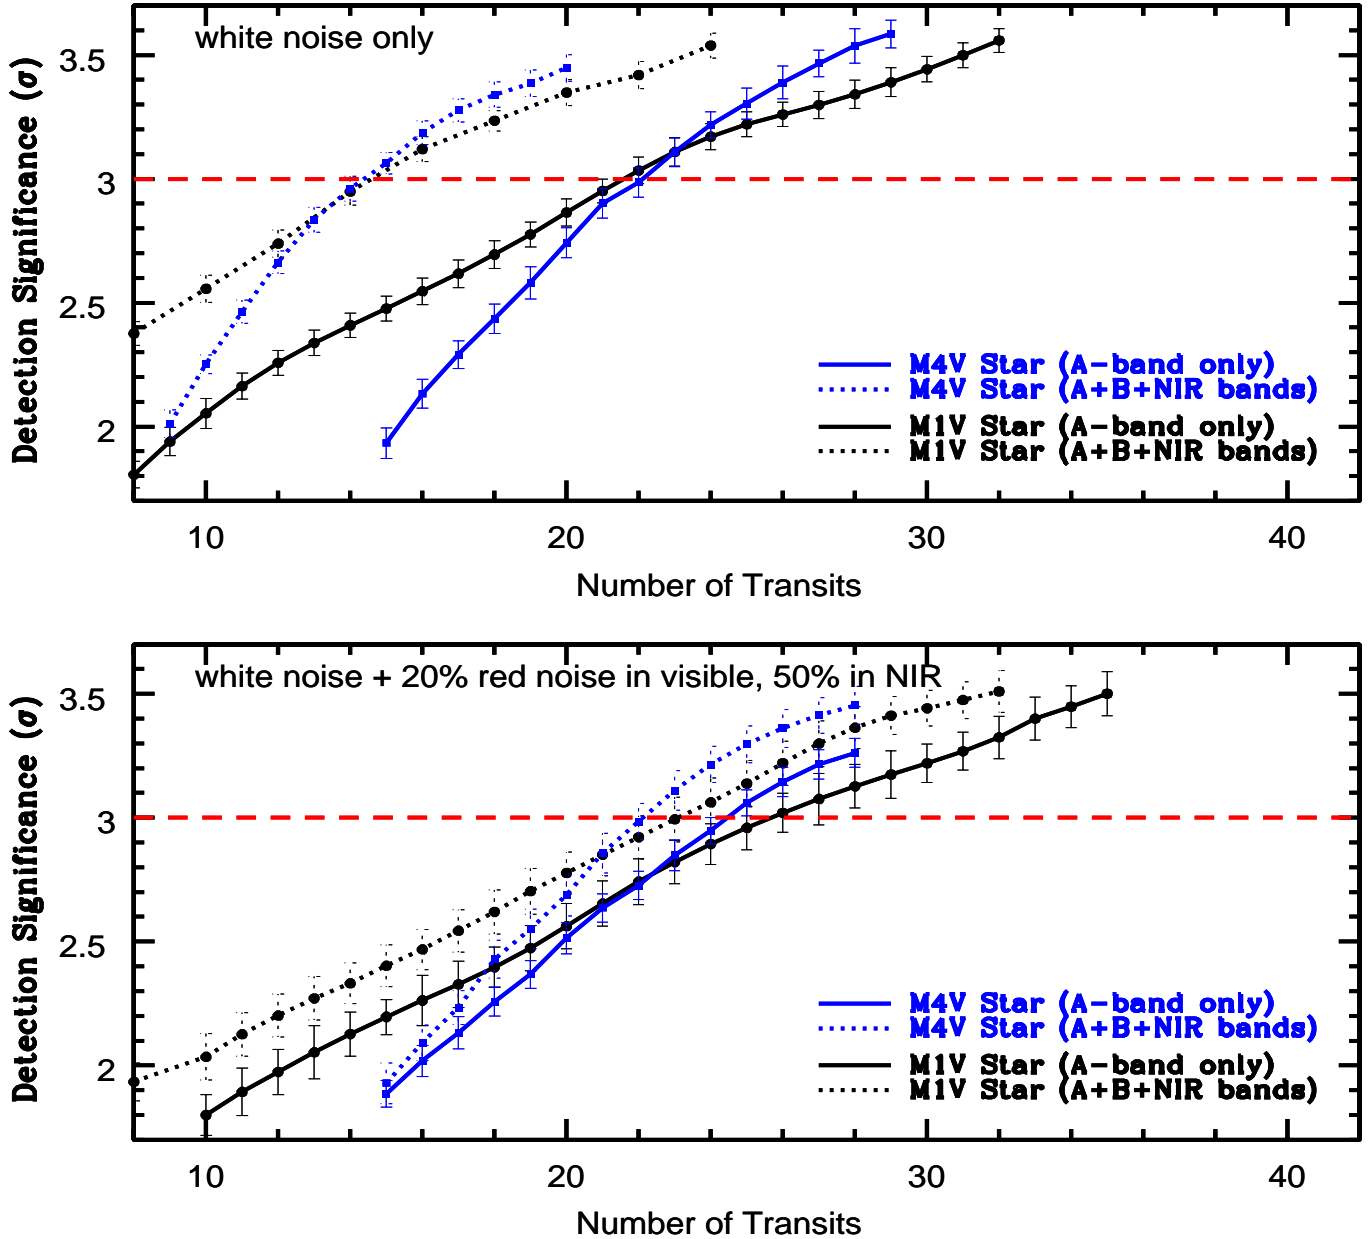 white noise only
3.5
3
2.5
2
Detection Significance (σ)
M4V Star (A-band only)
M4V Star (A+B+NIR bands)
M1V Star (A-band only)
M1V Star (A+B+NIR bands)
10 20 30 40
Number of Transits
white noise + 20% red noise in visible, 50% in NIR
3.5
3
2.5
2
Detection Significance (σ)
M4V Star (A-band only)
M4V Star (A+B+NIR bands)
M1V Star (A-band only)
M1V Star (A+B+NIR bands)
10 20 30 40
Number of Transits